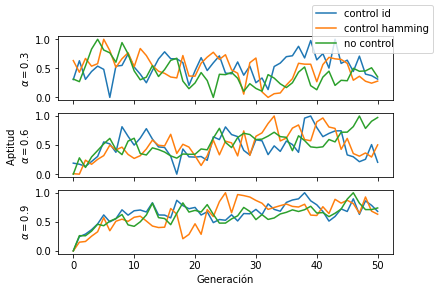 control id
control hamming
no control
1.0
0.5
0.0
α = 0.3
1.0
0.5
0.0
Aptitud
α = 0.6
1.0
0.5
0.0
α = 0.9
0 10 20 30 40 50
Generación